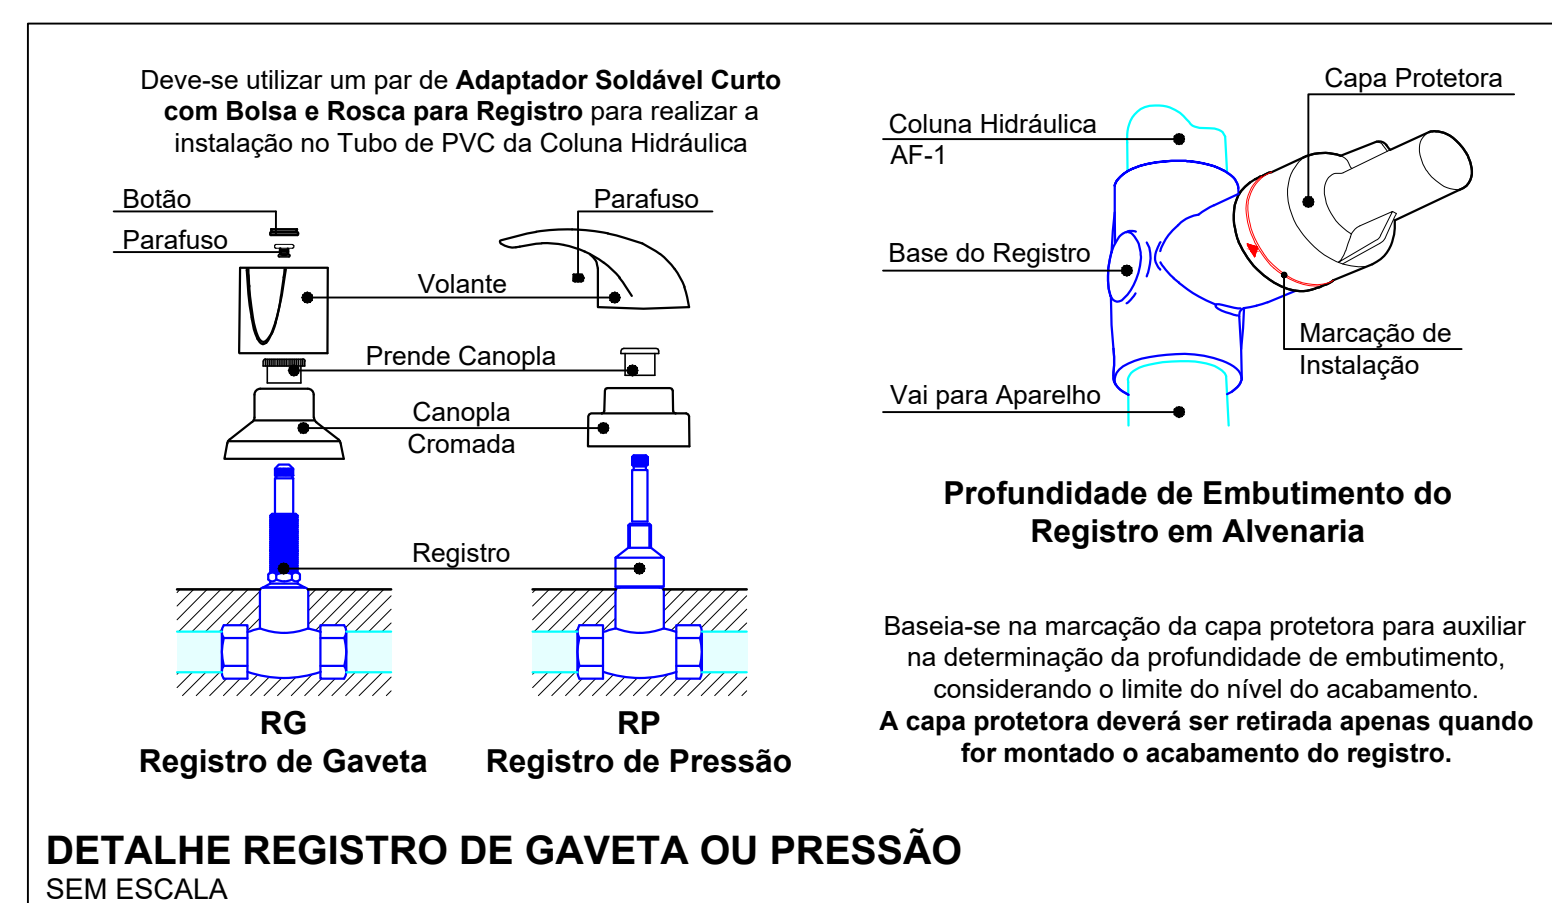 Deve-se utilizar um par de Adaptador Soldável Curto
com Bolsa e Rosca para Registro para realizar a
instalação no Tubo de PVC da Coluna Hidráulica
Botão
Parafuso
Parafuso
Volante
Prende Canopla
Canopla
Cromada
Registro
RG
Registro de Gaveta
RP
Registro de Pressão
Capa Protetora
Coluna Hidráulica
AF-1
Base do Registro
Marcação de
Instalação
Vai para Aparelho
Profundidade de Embutimento do
Registro em Alvenaria
Baseia-se na marcação da capa protetora para auxiliar
na determinação da profundidade de embutimento,
considerando o limite do nível do acabamento.
A capa protetora deverá ser retirada apenas quando
for montado o acabamento do registro.
DETALHE REGISTRO DE GAVETA OU PRESSÃO
SEM ESCALA